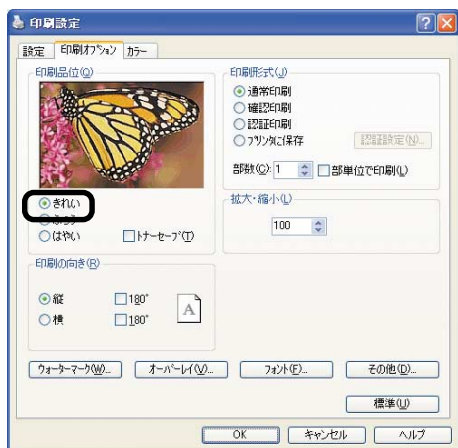 印刷設定
設定 印刷オプション カラー
印刷品位(Q)
きれい
ふつう
はやい トナーセーブ(T)
印刷の向き(R)
縦 180°
横 180°
A
印刷形式(J)
通常印刷
確認印刷
認証印刷
プリンタに保存 認証設定(N)...
部数(C): 1 部単位で印刷(L)
拡大・縮小(L)
100
ウォーターマーク(W)... オーバーレイ(V)... フォント(F)... その他(D)...
標準(U)
OK キャンセル ヘルプ